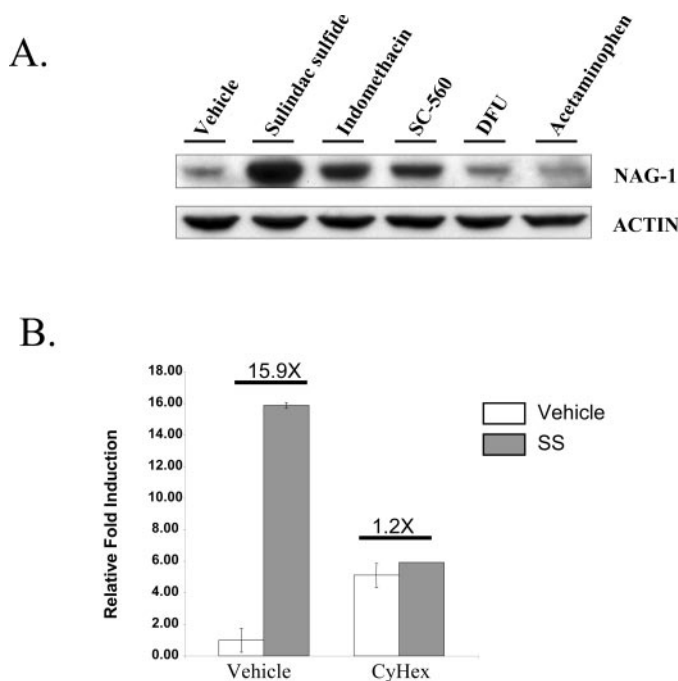 A.
Vehicle
Sulindac sulfide
Indomethacin
SC-560
DFU
Acetaminophen
NAG-1
ACTIN
B.
Relative Fold Induction
18.00
16.00
14.00
12.00
10.00
8.00
6.00
4.00
2.00
0.00
15.9X
1.2X
Vehicle
SS
Vehicle
CyHex